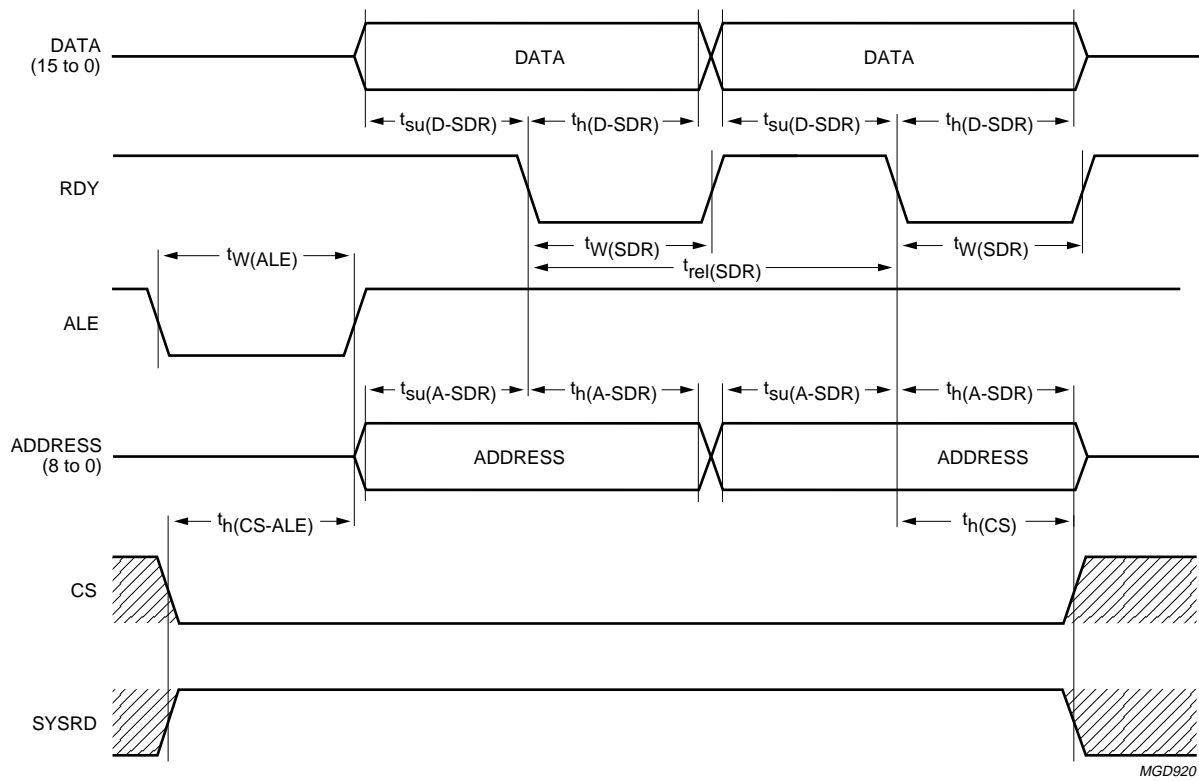 DATA
(15 to 0)
DATA
DATA
tsu(D-SDR)
th(D-SDR)
tsu(D-SDR)
th(D-SDR)
RDY
tW(SDR)
tW(SDR)
tW(ALE)
trel(SDR)
ALE
tsu(A-SDR)
th(A-SDR)
tsu(A-SDR)
th(A-SDR)
ADDRESS
(8 to 0)
ADDRESS
ADDRESS
th(CS-ALE)
th(CS)
CS
SYSRD
MGD920